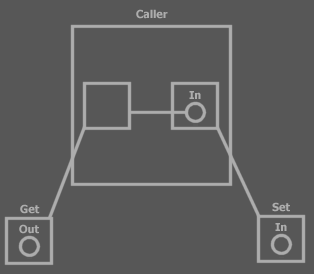 Caller
In
Get
Out
Set
In